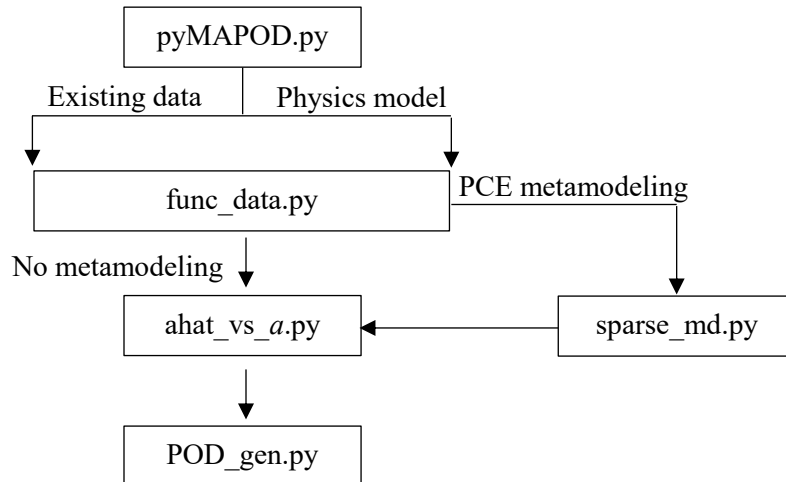 pyMAPOD.py
Existing data
Physics model
func_data.py
PCE metamodeling
No metamodeling
ahat_vs_a.py
sparse_md.py
POD_gen.py